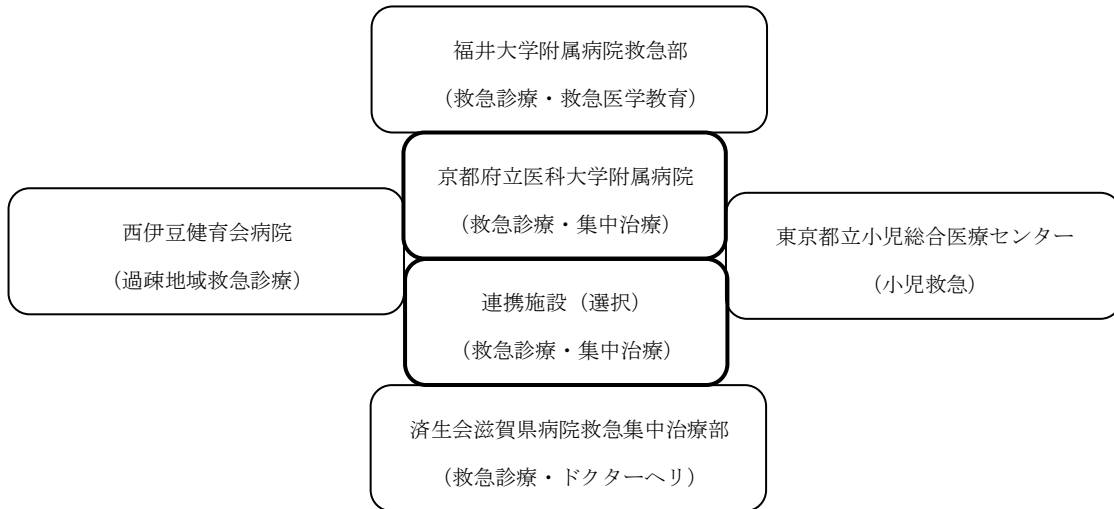 福井大学附属病院救急部
（救急診療・救急医学教育）
京都府立医科大学附属病院
（救急診療・集中治療）
西伊豆健育会病院
（過疎地域救急診療）
東京都立小児総合医療センター
（小児救急）
連携施設（選択）
（救急診療・集中治療）
済生会滋賀県病院救急集中治療部
（救急診療・ドクターヘリ）